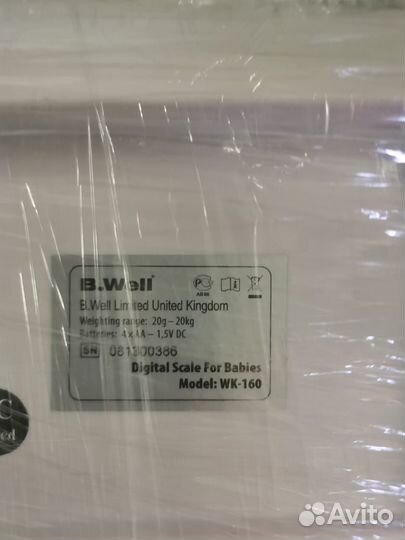 B.Well
B.Well Limited United Kingdom
Weighting range: 20g – 20kg
Batteries: 4 x AA – 1,5V DC
SN 081300386
Digital Scale For Babies
Model: WK-160
C
Avito